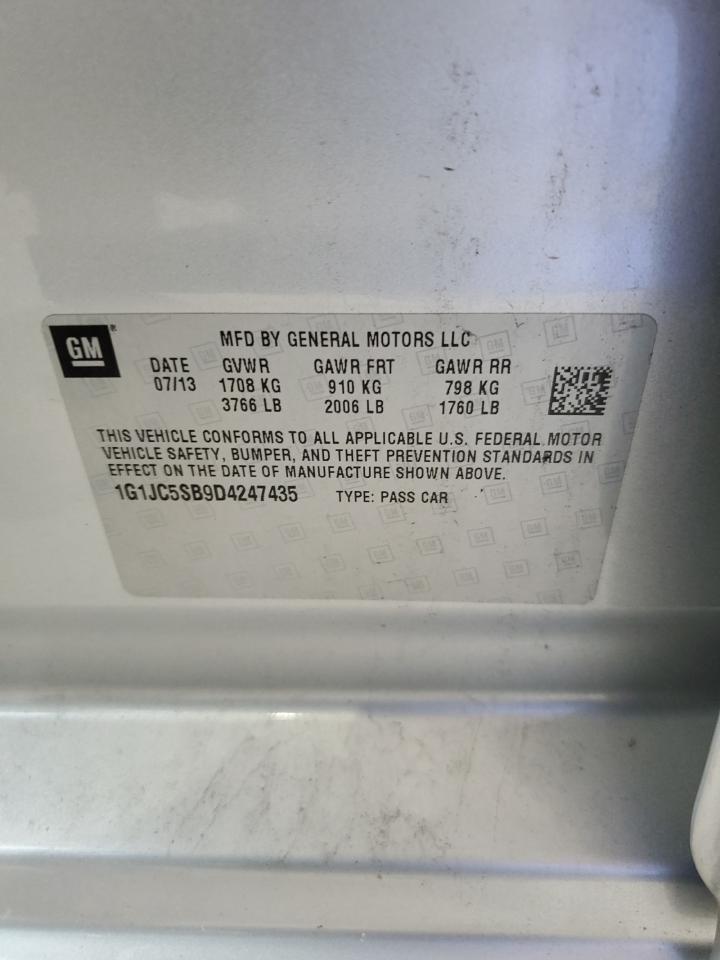 GM
MFD BY GENERAL MOTORS LLC
DATE GVWR GAWR FRT GAWR RR
07/13 1708 KG 910 KG 798 KG
3766 LB 2006 LB 1760 LB
THIS VEHICLE CONFORMS TO ALL APPLICABLE U.S. FEDERAL MOTOR
VEHICLE SAFETY, BUMPER, AND THEFT PREVENTION STANDARDS IN
EFFECT ON THE DATE OF MANUFACTURE SHOWN ABOVE.
1G1JC5SB9D4247435 TYPE: PASS CAR